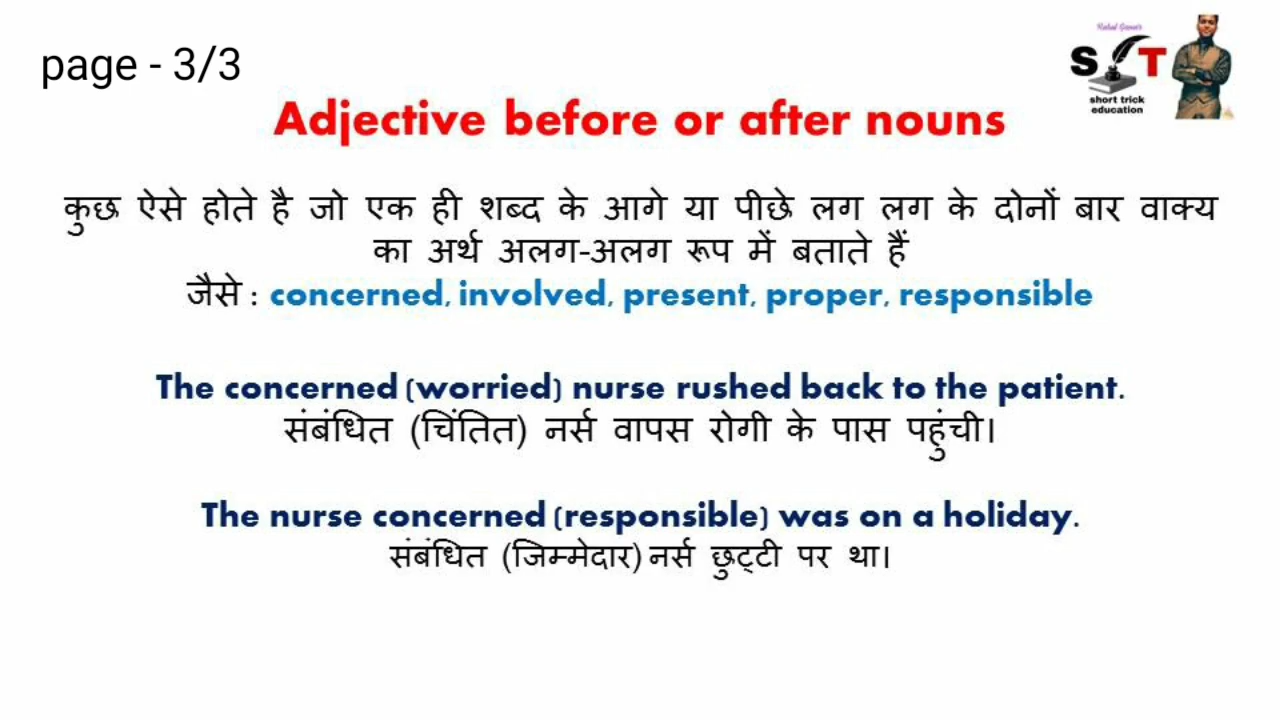 page - 3/3
Rahul Gond's
S T
short trick
education
Adjective before or after nouns
कुछ ऐसे होते है जो एक ही शब्द के आगे या पीछे लग लग के दोनों बार वाक्य
का अर्थ अलग-अलग रूप में बताते हैं
जैसे : concerned, involved, present, proper, responsible
The concerned (worried) nurse rushed back to the patient.
संबंधित (चिंतित) नर्स वापस रोगी के पास पहुंची।
The nurse concerned (responsible) was on a holiday.
संबंधित (जिम्मेदार) नर्स छुट्टी पर था।